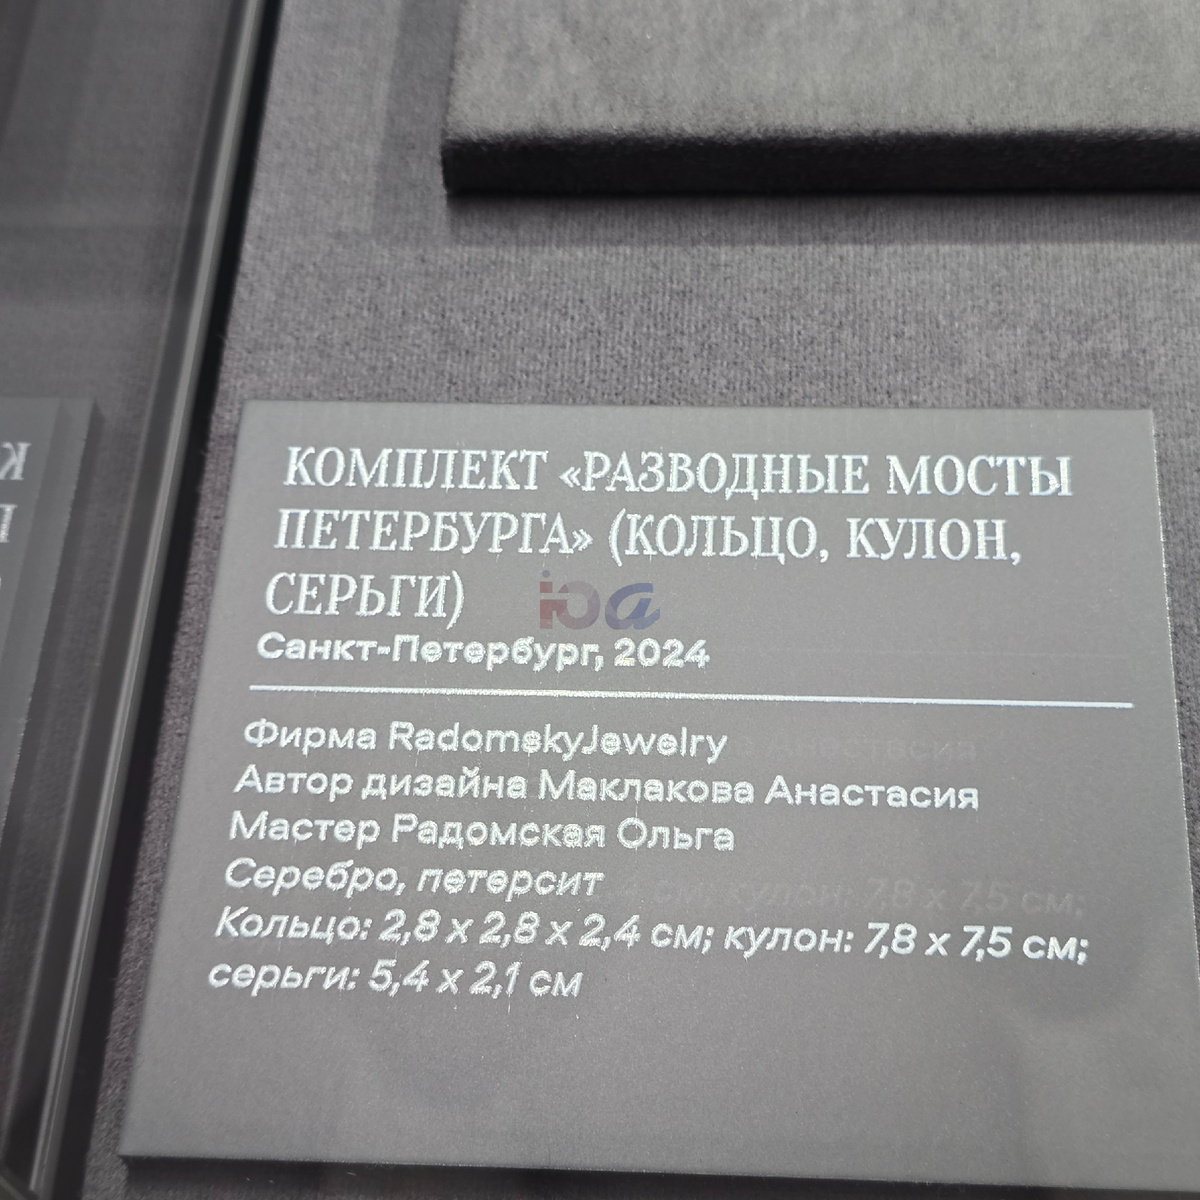 КОМПЛЕКТ «РАЗВОДНЫЕ МОСТЫ
ПЕТЕРБУРГА» (КОЛЬЦО, КУЛОН,
СЕРЬГИ)
Санкт-Петербург, 2024
Фирма RadomskyJewelry
Автор дизайна Маклакова Анастасия
Мастер Радомская Ольга
Серебро, петерсит
Кольцо: 2,8 х 2,8 х 2,4 см; кулон: 7,8 х 7,5 см;
серьги: 5,4 х 2,1 см